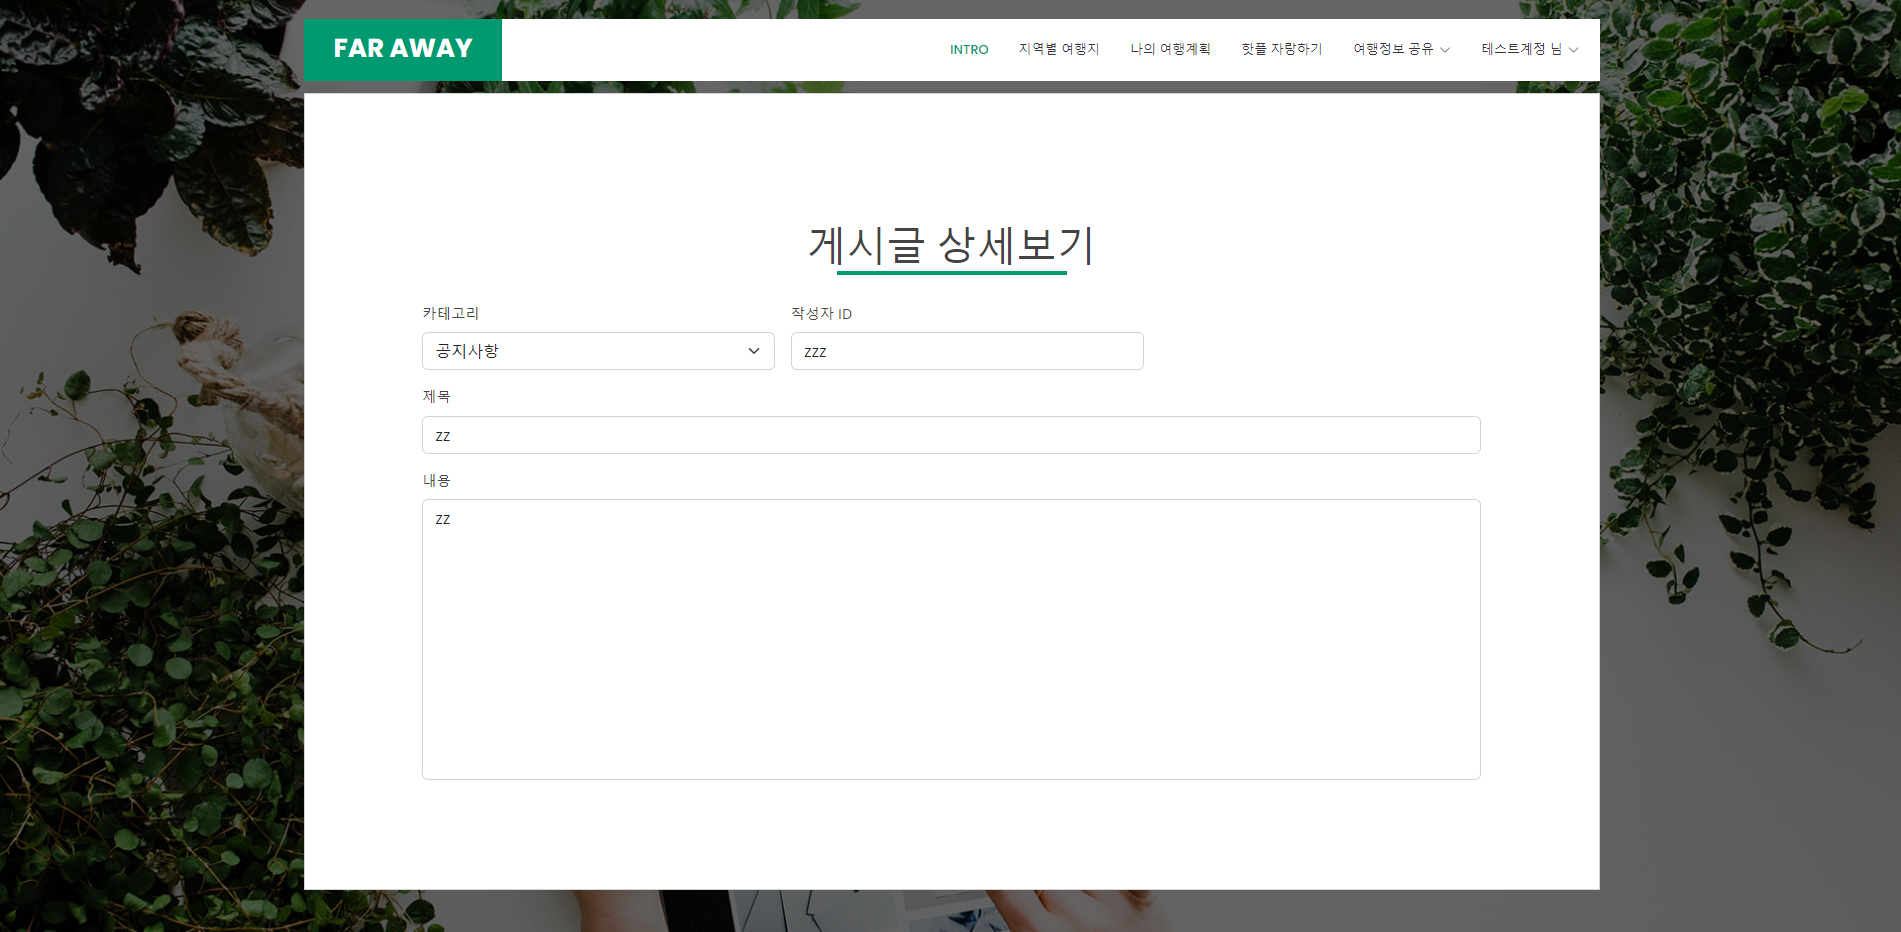 FAR AWAY
INTRO 지역별 여행지 나의 여행계획 핫플 자랑하기 여행정보 공유 테스트계정 님
게시글 상세보기
카테고리 작성자 ID
공지사항 zzz
제목
zz
내용
zz